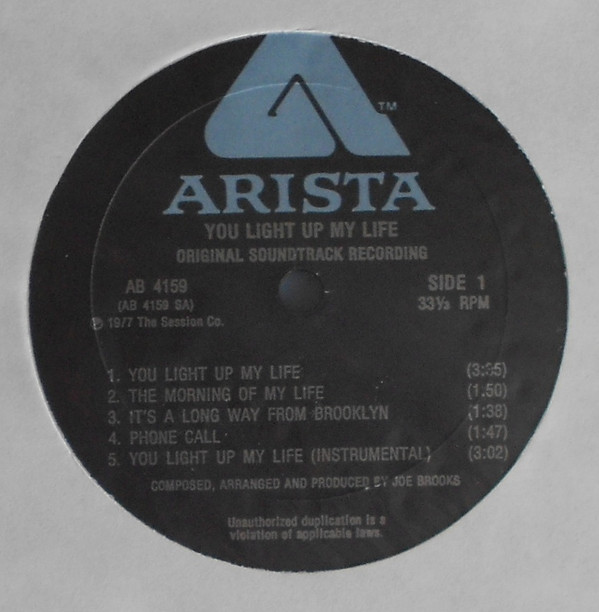 TM
ARISTA
YOU LIGHT UP MY LIFE
ORIGINAL SOUNDTRACK RECORDING
AB 4159 SIDE 1
(AB 4159 SA) 33⅓ RPM
℗ 1977 The Session Co.
1. YOU LIGHT UP MY LIFE
2. THE MORNING OF MY LIFE (1:50)
3. IT'S A LONG WAY FROM BROOKLYN (1:38)
4. PHONE CALL (1:47)
5. YOU LIGHT UP MY LIFE (INSTRUMENTAL) (3:02)
COMPOSED, ARRANGED AND PRODUCED BY JOE BROOKS
Unauthorized duplication is a
violation of applicable laws.